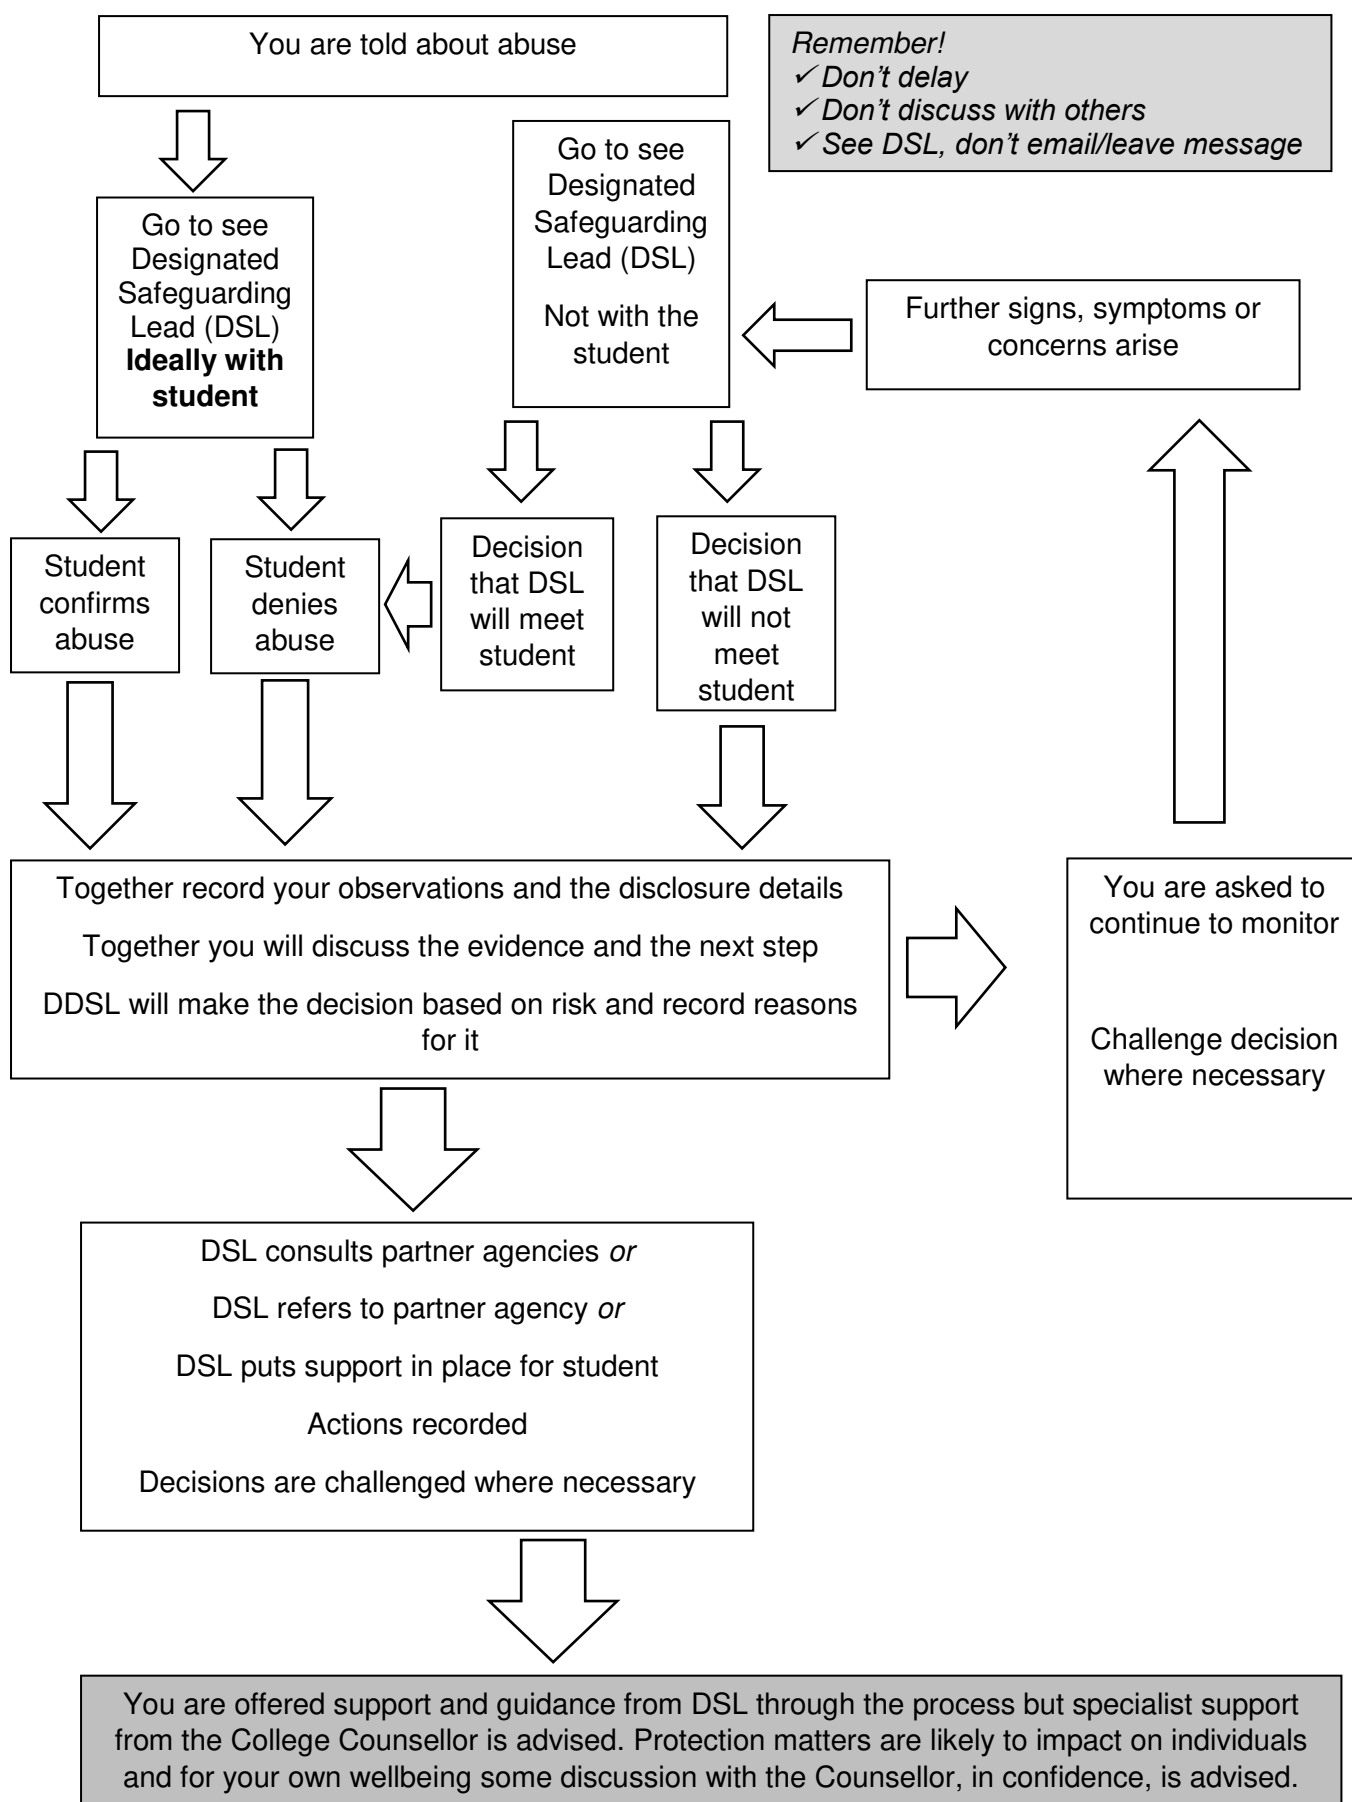 You are told about abuse
Remember!
✓ Don't delay
✓ Don't discuss with others
✓ See DSL, don't email/leave message
Go to see
Designated
Safeguarding
Lead (DSL)
Ideally with
student
Go to see
Designated
Safeguarding
Lead (DSL)
Not with the
student
Further signs, symptoms or
concerns arise
Student
confirms
abuse
Student
denies
abuse
Decision
that DSL
will meet
student
Decision
that DSL
will not
meet
student
Together record your observations and the disclosure details
Together you will discuss the evidence and the next step
DDSL will make the decision based on risk and record reasons
for it
You are asked to
continue to monitor
Challenge decision
where necessary
DSL consults partner agencies or
DSL refers to partner agency or
DSL puts support in place for student
Actions recorded
Decisions are challenged where necessary
You are offered support and guidance from DSL through the process but specialist support
from the College Counsellor is advised. Protection matters are likely to impact on individuals
and for your own wellbeing some discussion with the Counsellor, in confidence, is advised.